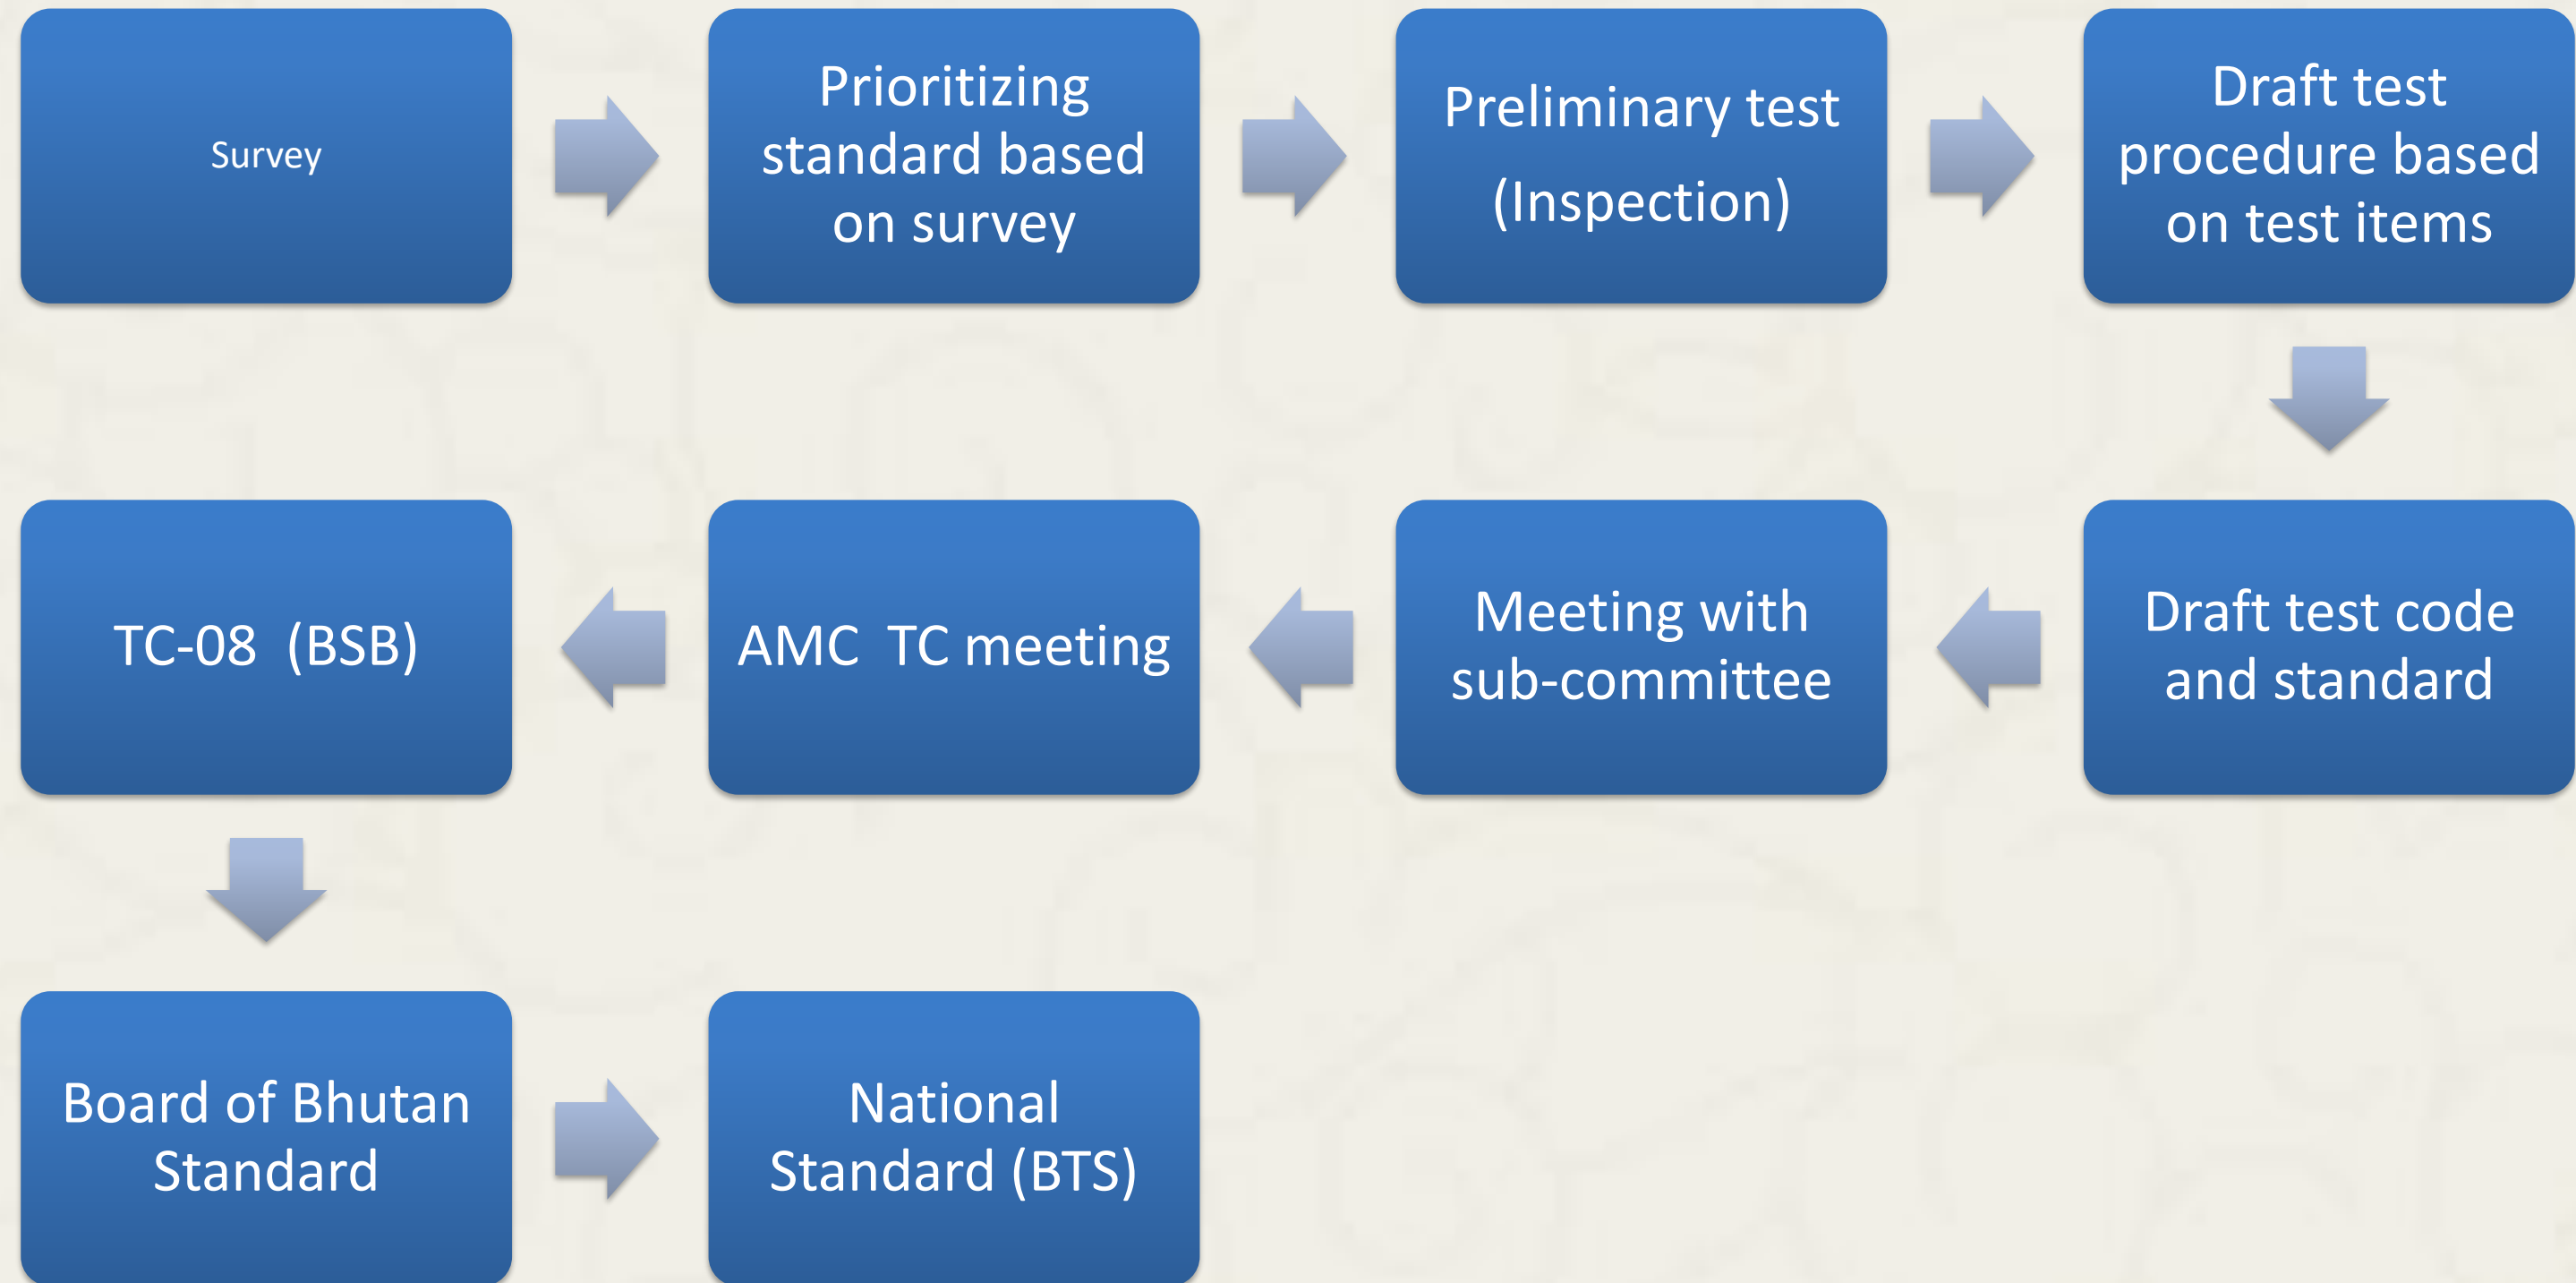 Survey
Prioritizing
standard based
on survey
Preliminary test
(Inspection)
Draft test
procedure based
on test items
Draft test code
and standard
Meeting with
sub-committee
AMC  TC meeting
TC-08  (BSB)
Board of Bhutan
Standard
National
Standard (BTS)